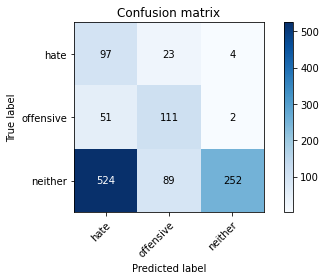 Confusion matrix
hate
97
23
4
offensive
51
111
2
neither
524
89
252
True label
hate
offensive
neither
Predicted label
500
400
300
200
100